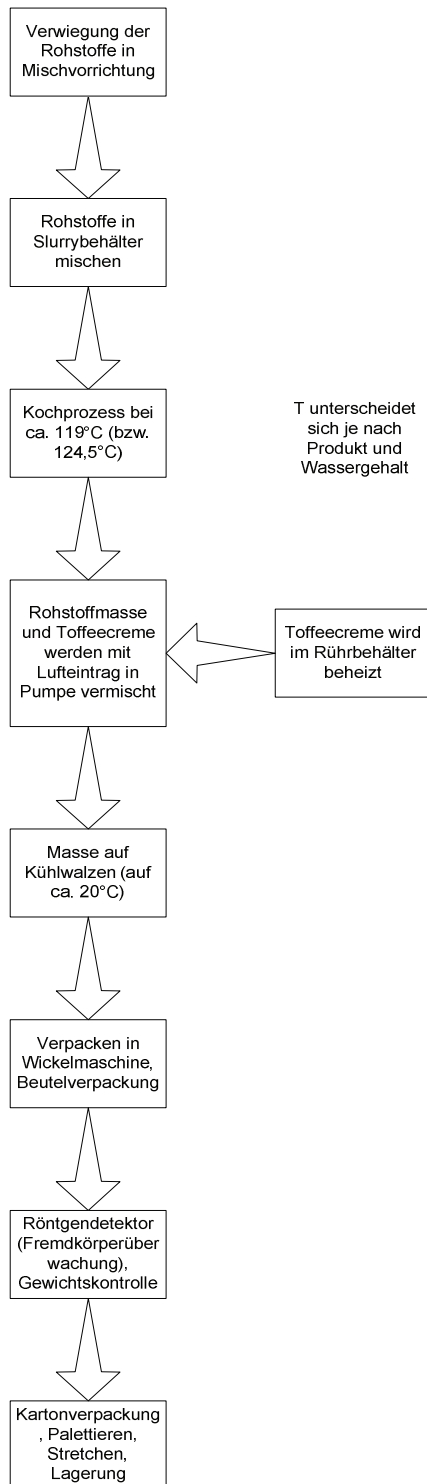 Verwiegung der
Rohstoffe in
Mischvorrichtung
Rohstoffe in
Slurrybehälter
mischen
Kochprozess bei
ca. 119°C (bzw.
124,5°C)
T unterscheidet
sich je nach
Produkt und
Wassergehalt
Rohstoffmasse
und Toffeecreme
werden mit
Lufteintrag in
Pumpe vermischt
Toffeecreme wird
im Rührbehälter
beheizt
Masse auf
Kühlwalzen (auf
ca. 20°C)
Verpacken in
Wickelmaschine,
Beutelverpackung
Röntgendetektor
(Fremdkörperüber
wachung),
Gewichtskontrolle
Kartonverpackung
, Palettieren,
Stretchen,
Lagerung